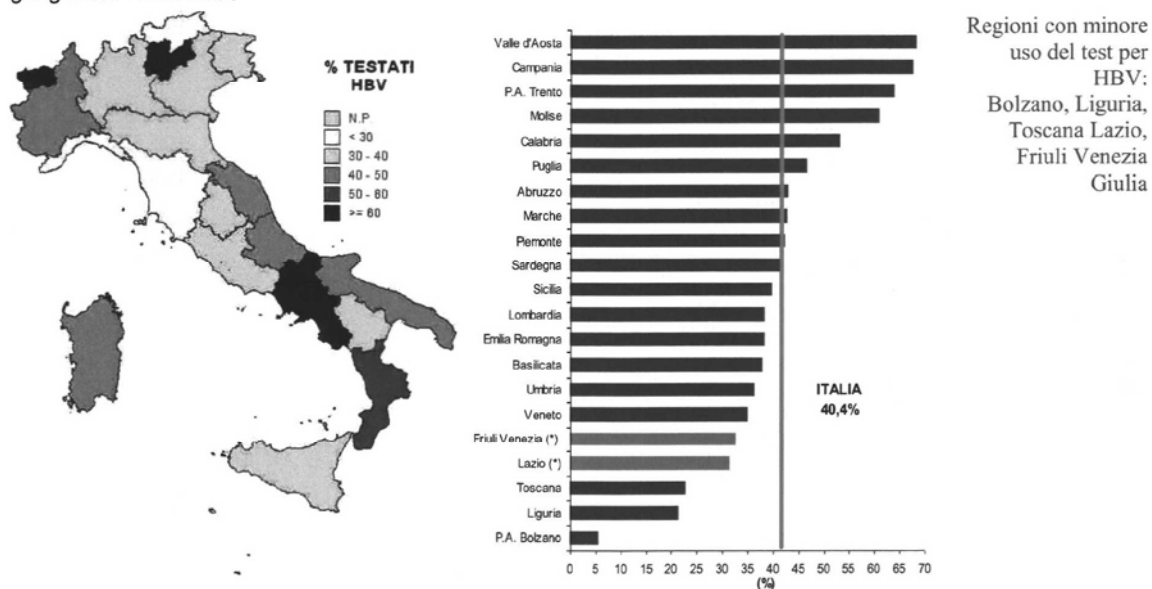 % TESTATI
HBV
N.P.
< 30
30 - 40
40 - 50
50 - 60
>= 60
Valle d'Aosta
Campania
P.A. Trento
Molise
Calabria
Puglia
Abruzzo
Marche
Piemonte
Sardegna
Sicilia
Lombardia
Emilia Romagna
Basilicata
Umbria
Veneto
Friuli Venezia (*)
Lazio (*)
Toscana
Liguria
P.A. Bolzano
ITALIA
40,4%
0 5 10 15 20 25 30 35 40 45 50 55 60 65 70
(%)
Regioni con minore
uso del test per
HBV:
Bolzano, Liguria,
Toscana Lazio,
Friuli Venezia
Giulia